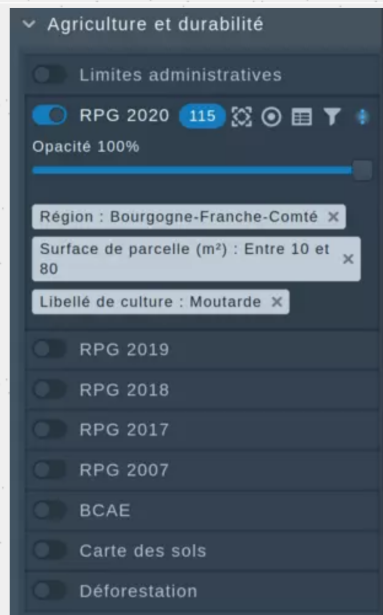 Agriculture et durabilité
Limites administratives
RPG 2020 115
Opacité 100%
Région : Bourgogne-Franche-Comté ×
Surface de parcelle (m²) : Entre 10 et
80 ×
Libellé de culture : Moutarde ×
RPG 2019
RPG 2018
RPG 2017
RPG 2007
BCAE
Carte des sols
Déforestation